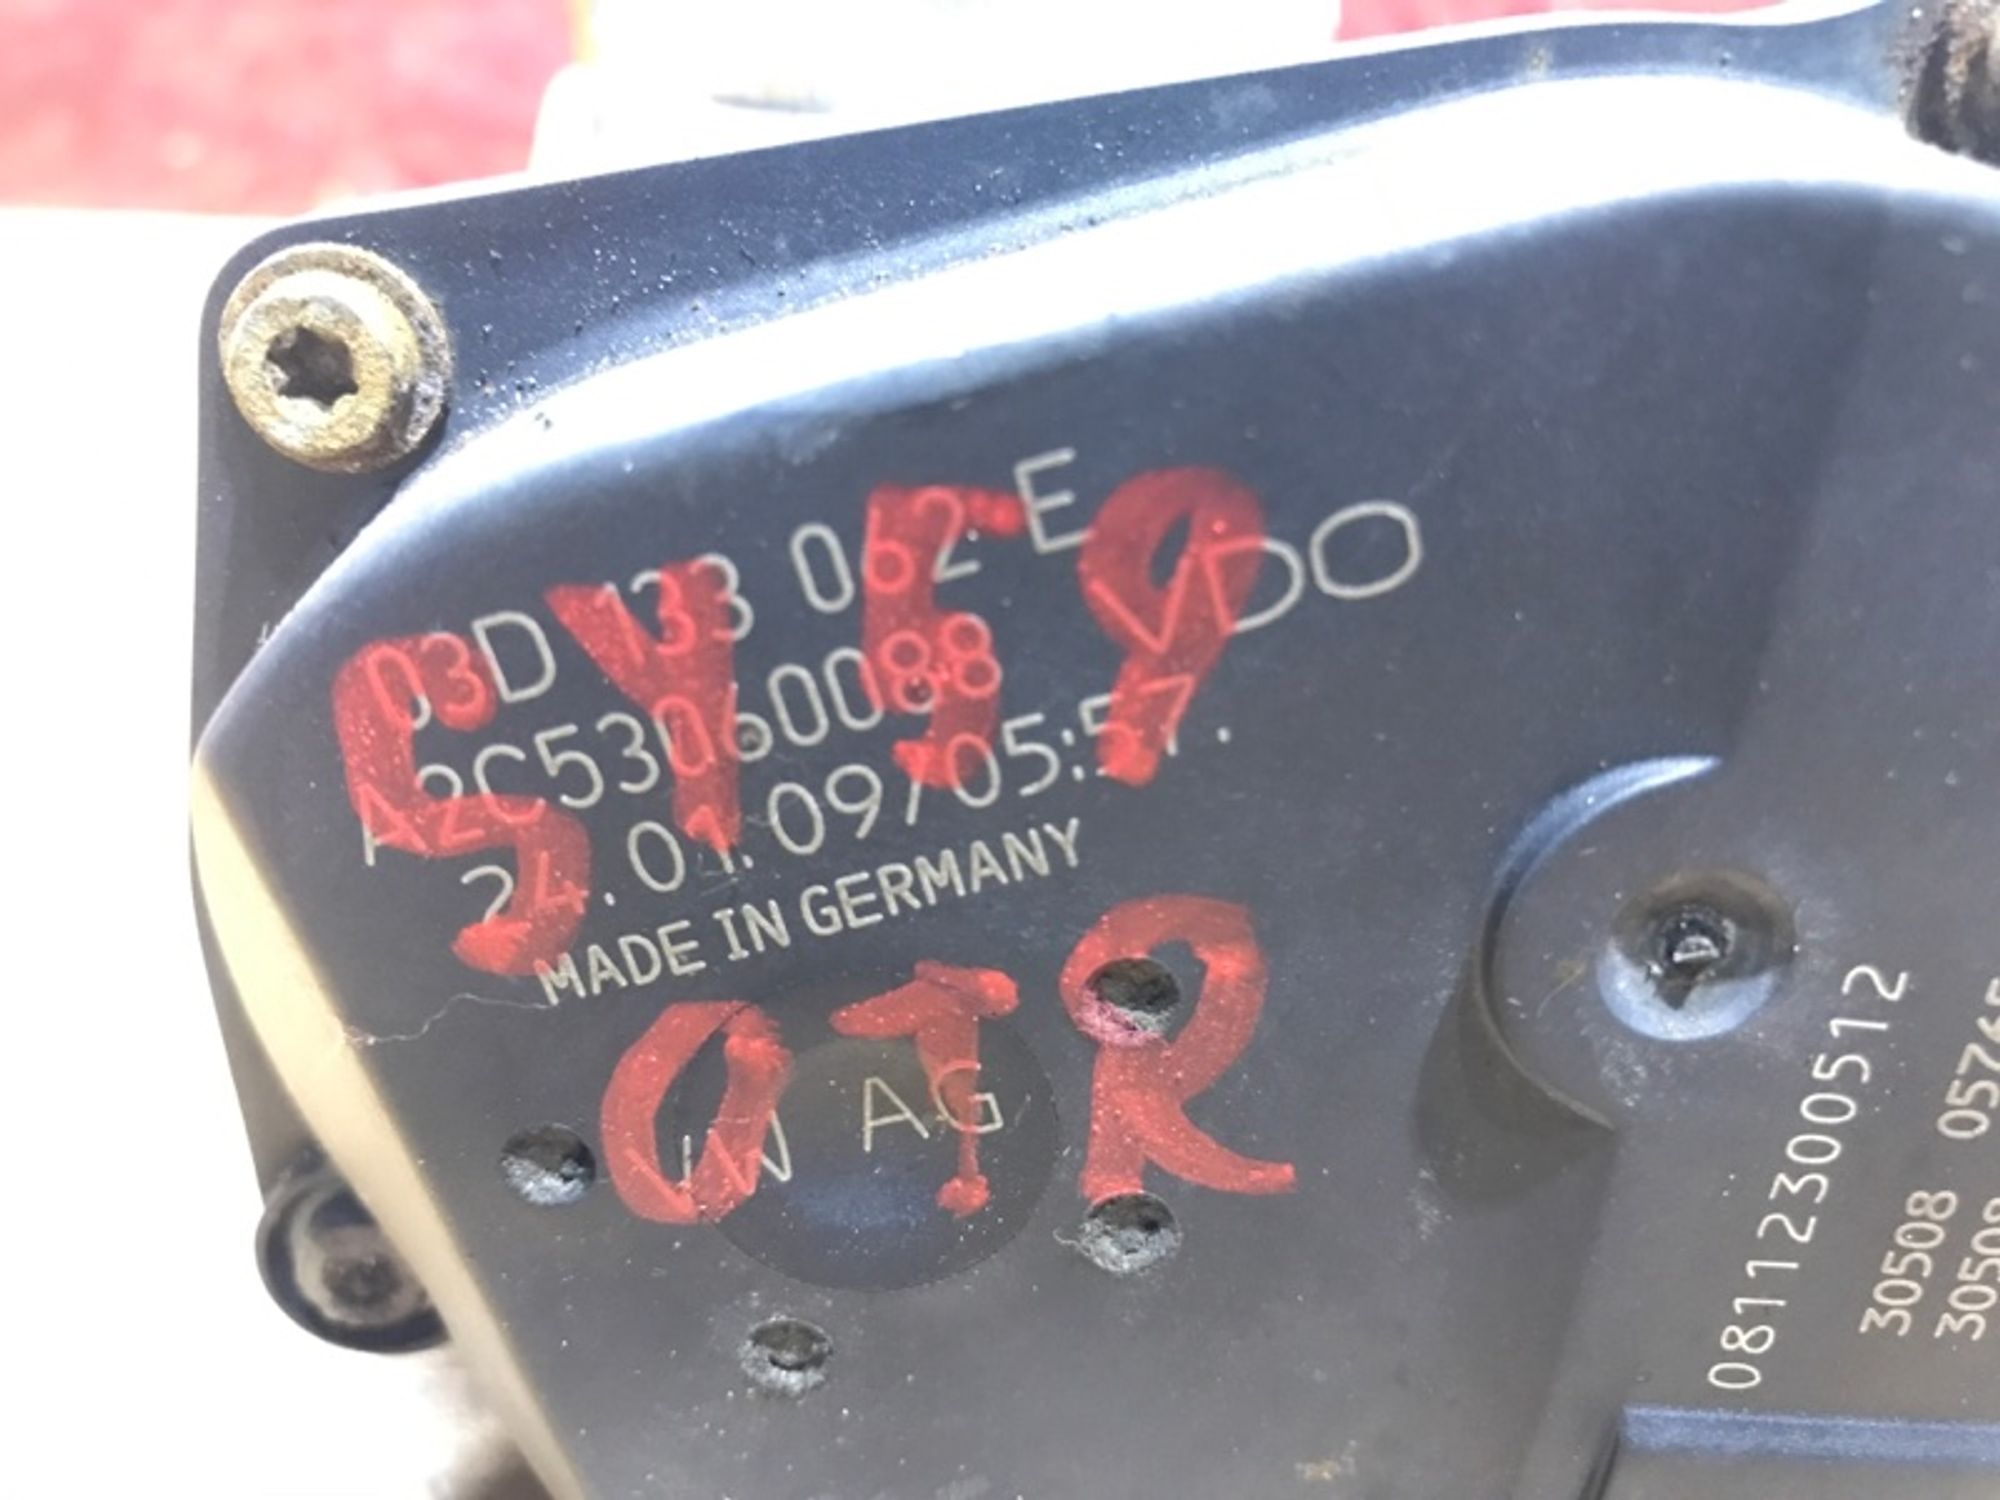 03D 133 062 E
VDO
A2C53060088
24.01.09/05:57.
MADE IN GERMANY
VW AG
SY59
OTR
08112300512
30508